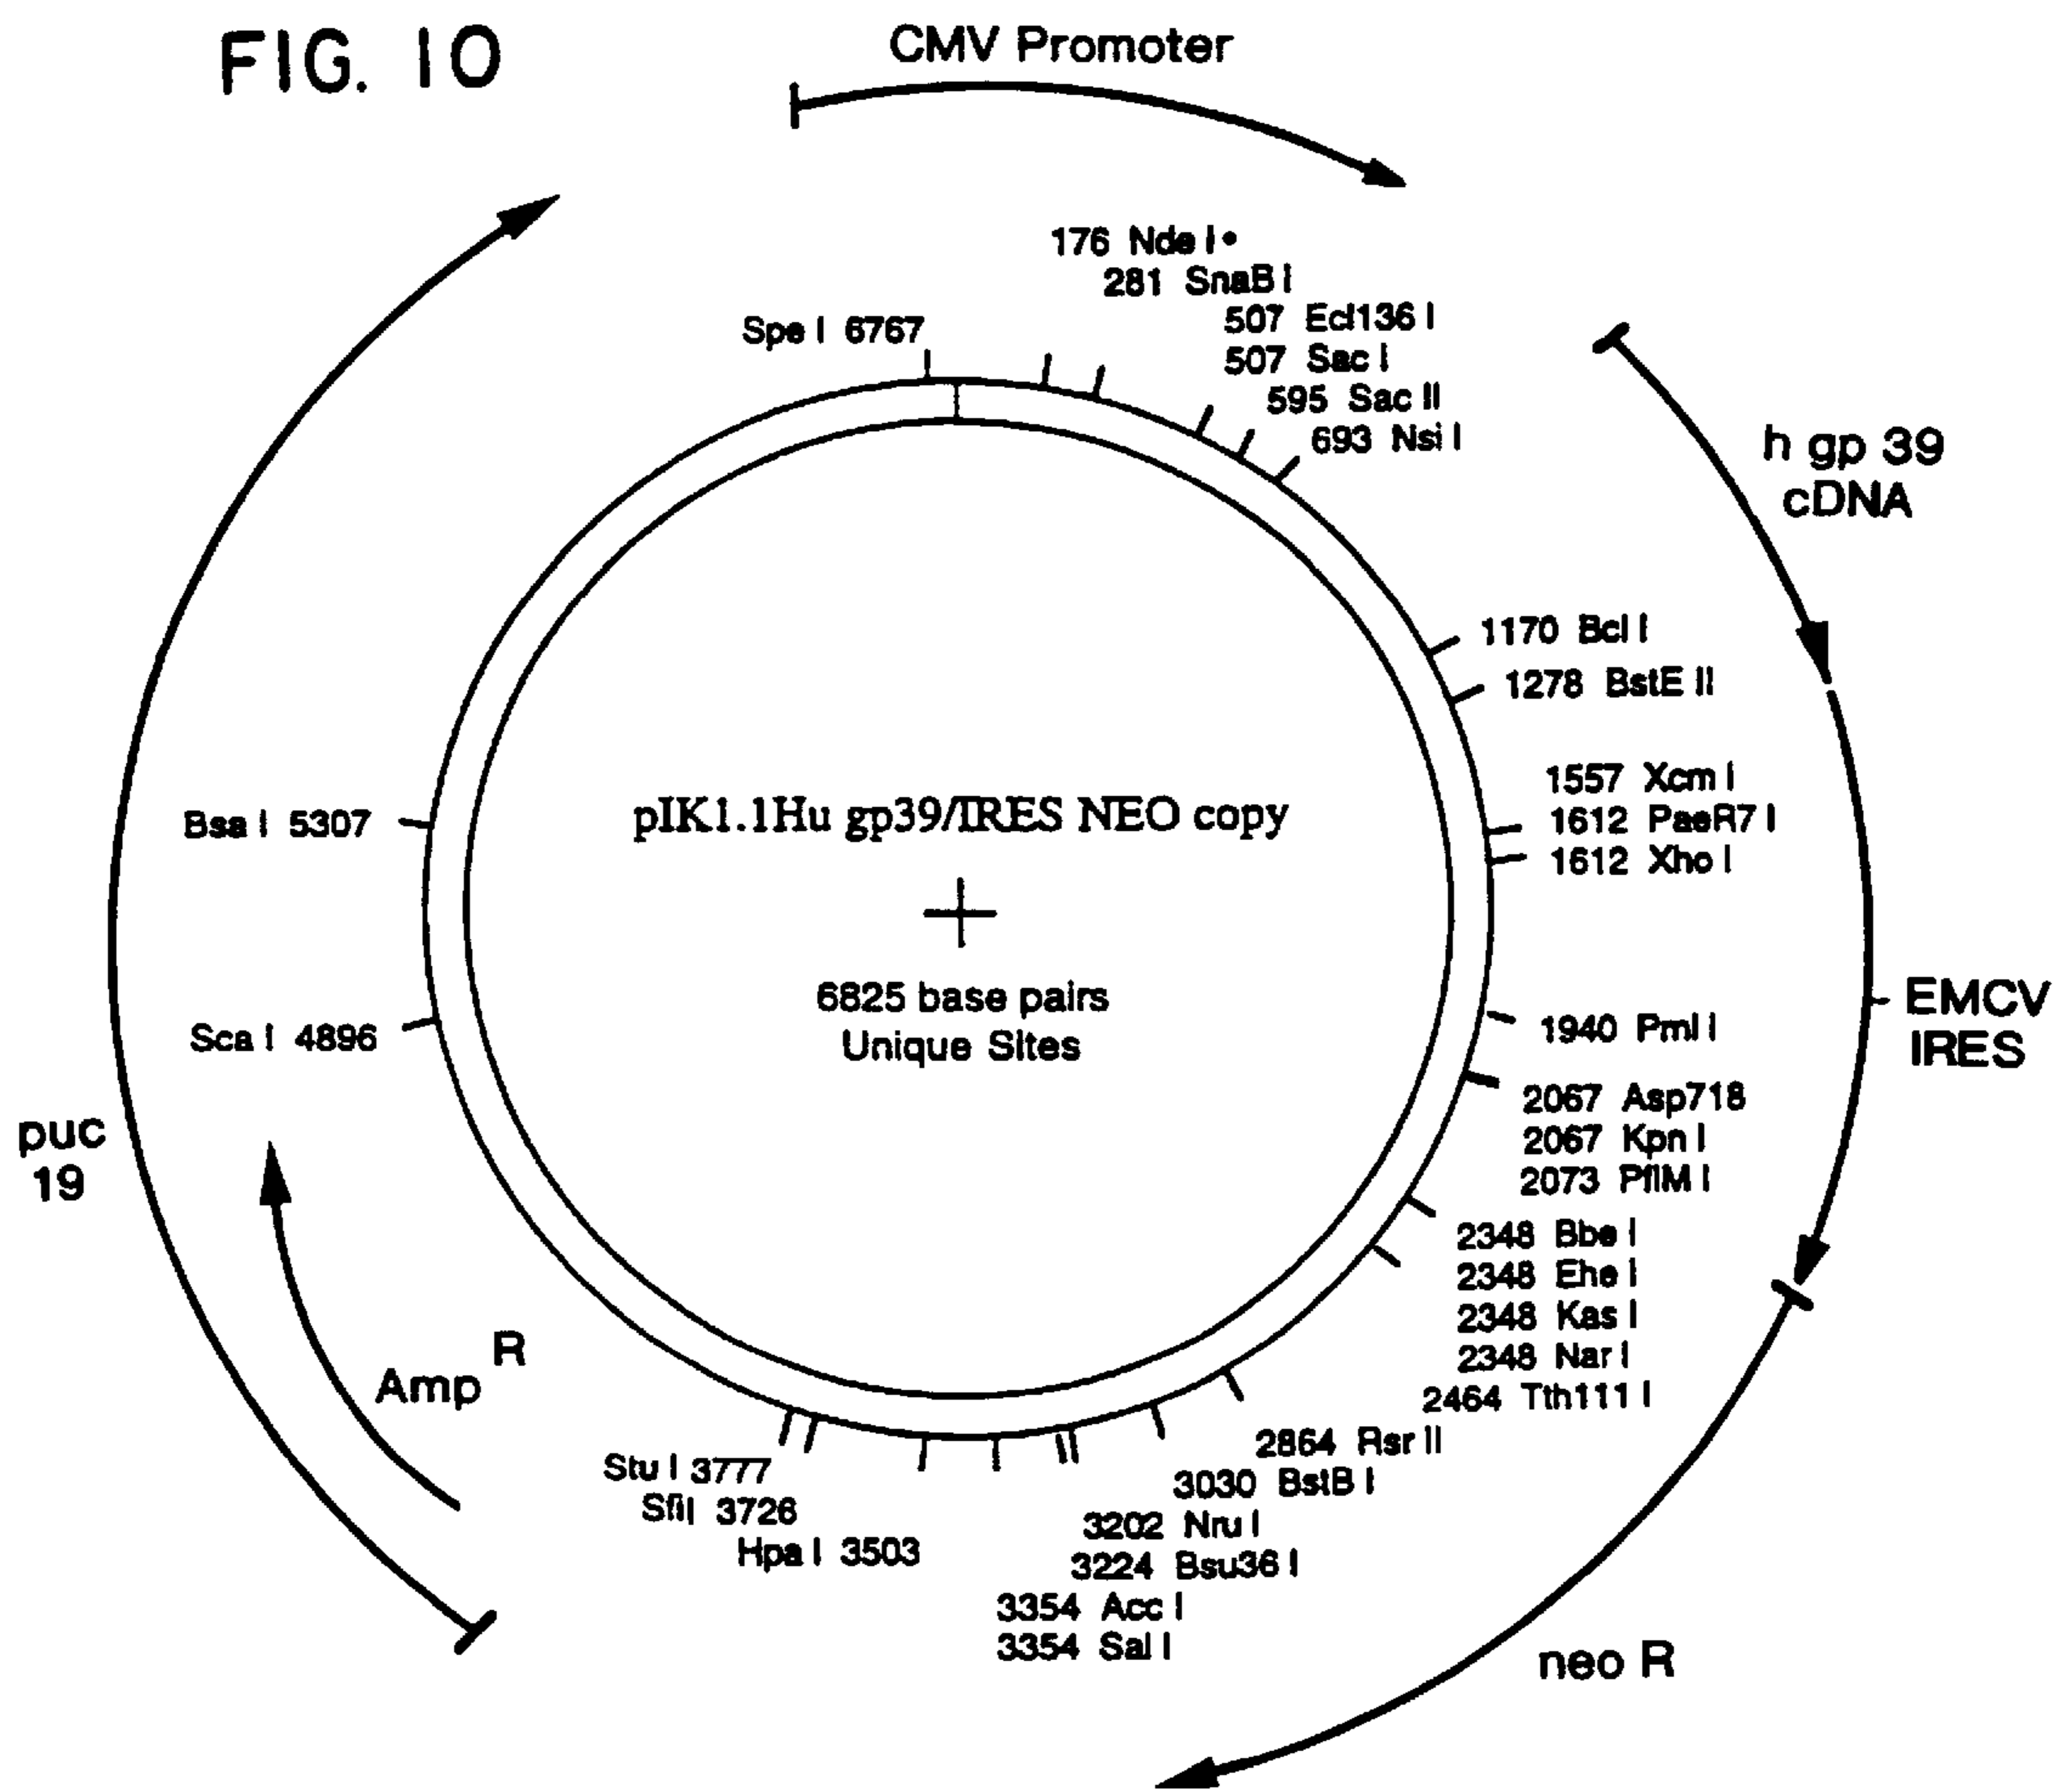 FIG. 10
CMV Promoter
176 Nde I•
281 SnaB I
507 Ecl136 I
507 Sac I
595 Sac II
693 Nsi I
Spe I 6767
h gp 39
cDNA
1170 Bcl I
1278 BstE II
1557 Xcm I
1612 PaeR7 I
1612 Xho I
pIK1.1Hu gp39/IRES NEO copy
6825 base pairs
Unique Sites
Bsa I 5307
Sca I 4896
EMCV
IRES
1940 Pml I
2067 Asp718
2067 Kpn I
2073 PflM I
puc
19
2348 Bbe I
2348 Ehe I
2348 Kas I
2348 Nar I
2464 Tth111 I
Amp R
2864 Rsr II
3030 BstB I
3202 Nru I
3224 Bsu36 I
3354 Acc I
3354 Sal I
Stu I 3777
Sfi I 3726
Hpa I 3503
neo R